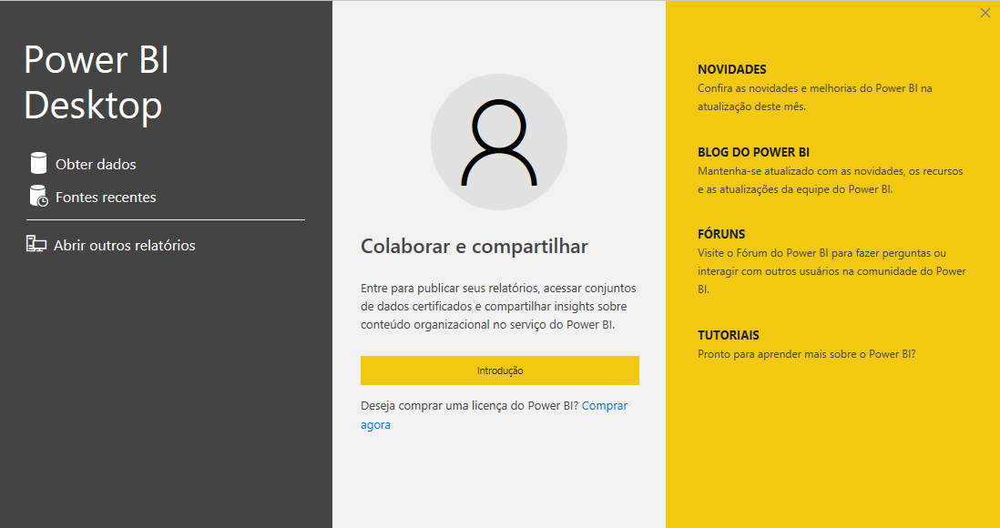 Power BI
Desktop
Obter dados
Fontes recentes
Abrir outros relatórios
Colaborar e compartilhar
Entre para publicar seus relatórios, acessar conjuntos
de dados certificados e compartilhar insights sobre
conteúdo organizacional no serviço do Power BI.
Introdução
Deseja comprar uma licença do Power BI? Comprar
agora
NOVIDADES
Confira as novidades e melhorias do Power BI na
atualização deste mês.
BLOG DO POWER BI
Mantenha-se atualizado com as novidades, os recursos
e as atualizações da equipe do Power BI.
FÓRUNS
Visite o Fórum do Power BI para fazer perguntas ou
interagir com outros usuários na comunidade do Power
BI.
TUTORIAIS
Pronto para aprender mais sobre o Power BI?